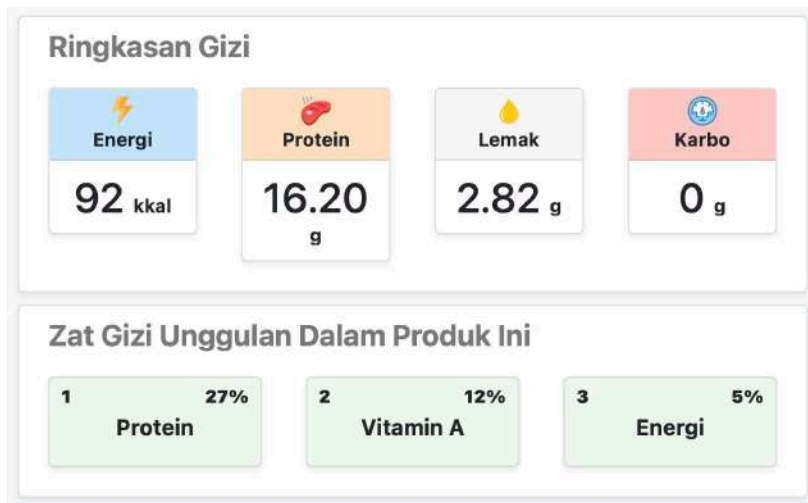 Ringkasan Gizi
Energi Protein Lemak Karbo
92 kkal 16.20 g 2.82 g 0 g
Zat Gizi Unggulan Dalam Produk Ini
1 27% 2 12% 3 5%
Protein Vitamin A Energi